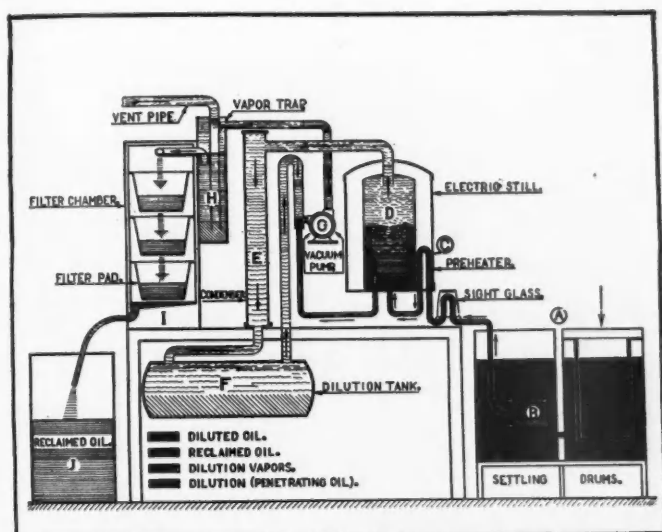 VAPOR TRAP
VENT PIPE
FILTER CHAMBER
H
ELECTRIC STILL.
D
G
VACUUM
PUMP
C
PREHEATER.
E
FILTER PAD.
CONDENSER
SIGHT GLASS.
I
A
F
DILUTION TANK.
B
RECLAIMED OIL.
J
DILUTED OIL.
RECLAIMED OIL.
DILUTION VAPORS.
DILUTION (PENETRATING OIL).
SETTLING DRUMS.